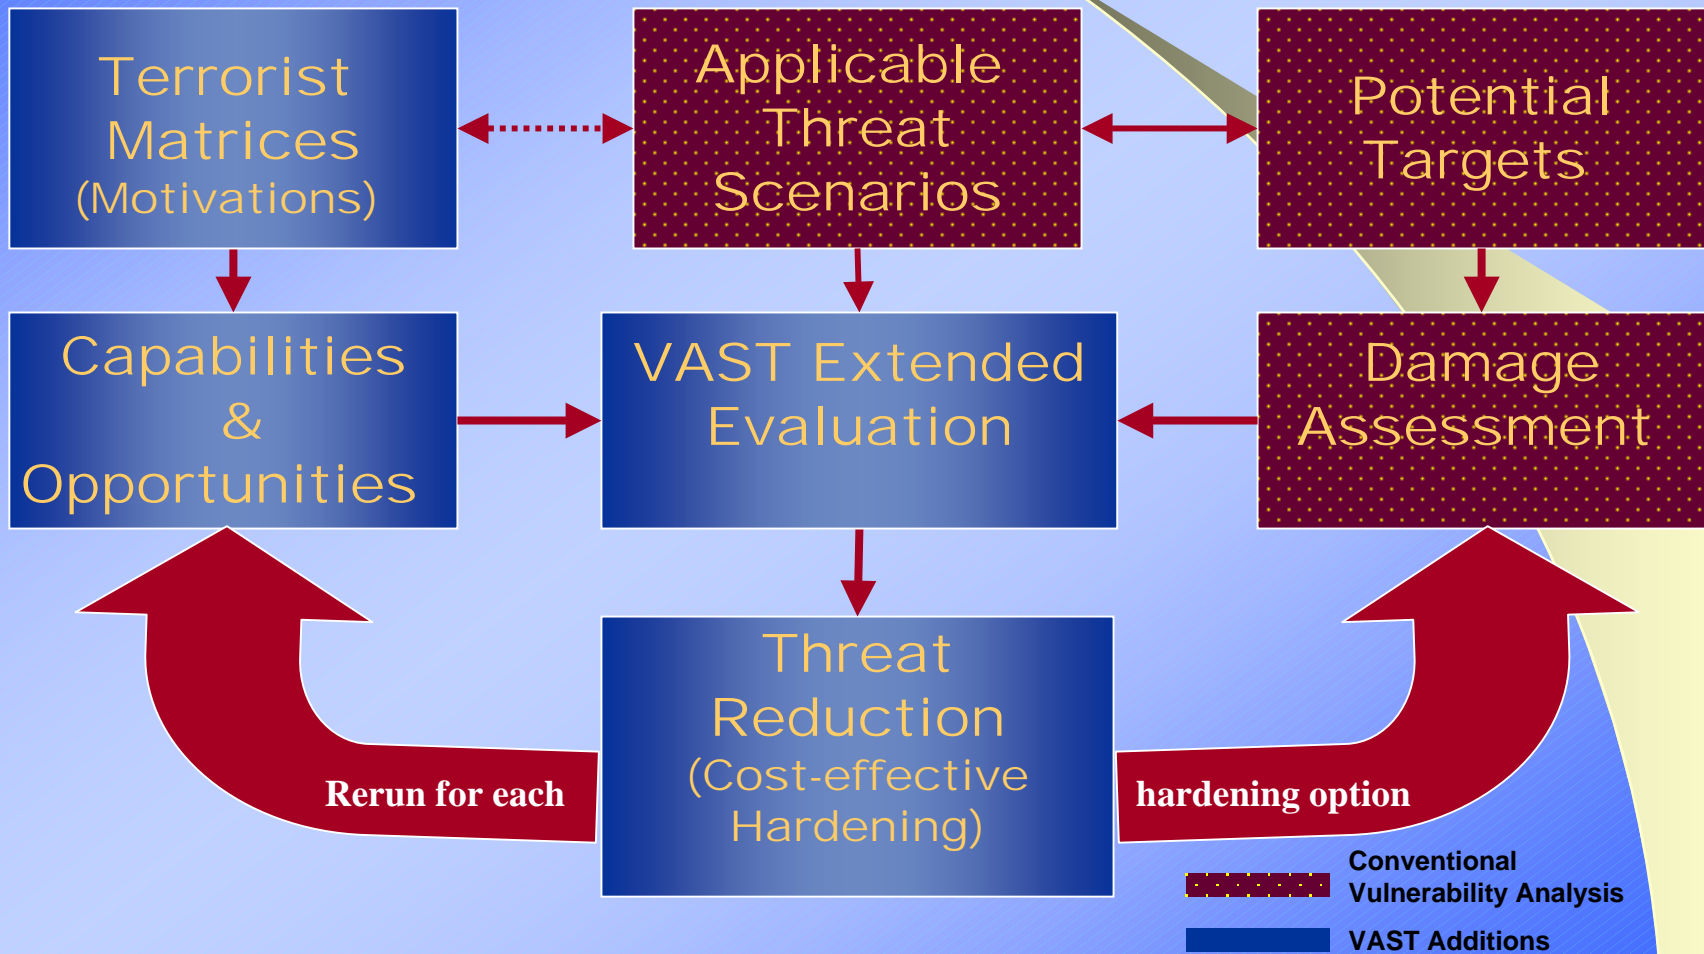 Terrorist
Matrices
(Motivations)
Applicable
Threat
Scenarios
Potential
Targets
Capabilities
&
Opportunities
VAST Extended
Evaluation
Damage
Assessment
Threat
Reduction
(Cost-effective
Hardening)
Rerun for each
hardening option
Conventional
Vulnerability Analysis
VAST Additions